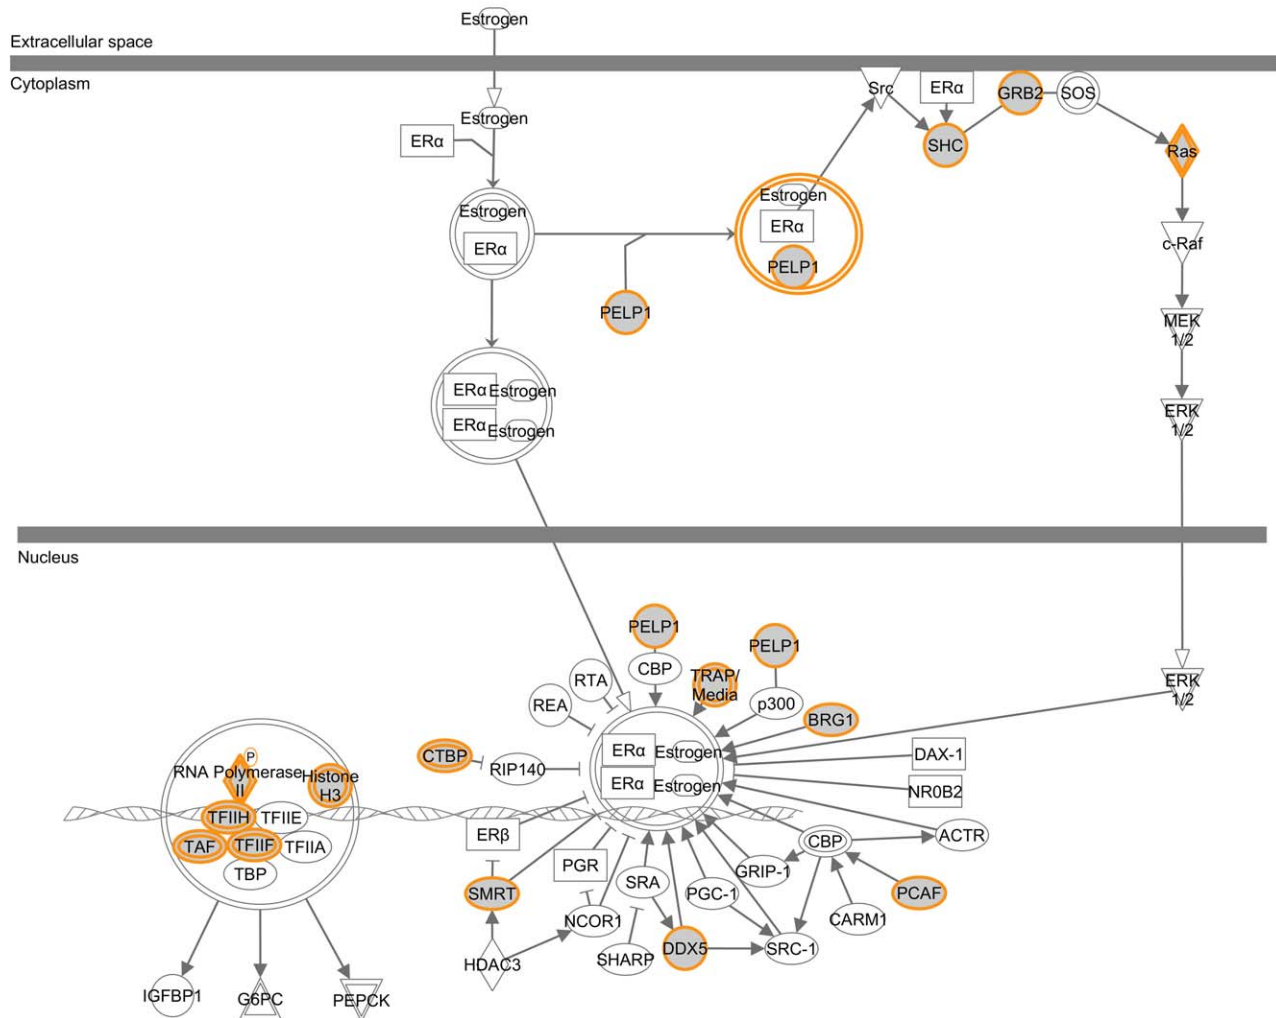 Estrogen
Extracellular space
Cytoplasm
Src
ERα
GRB2
SOS
Estrogen
ERα
SHC
Ras
Estrogen
Estrogen
ERα
ERα
c-Raf
PELP1
PELP1
MEK
1/2
ERα Estrogen
ERα Estrogen
ERK
1/2
Nucleus
PELP1
PELP1
CBP
TRAP/
Media
RTA
p300
ERK
1/2
REA
BRG1
CTBP
RIP140
ERα Estrogen
ERα Estrogen
DAX-1
NR0B2
P
RNA Polymerase
II
Histone
H3
TFIIH
TFIIE
TAF
TFIIF
TFIIA
TBP
ERβ
PGR
CBP
ACTR
GRIP-1
SMRT
SRA
PGC-1
PCAF
NCOR1
CARM1
HDAC3
SHARP
DDX5
SRC-1
IGFBP1
G6PC
PEPCK